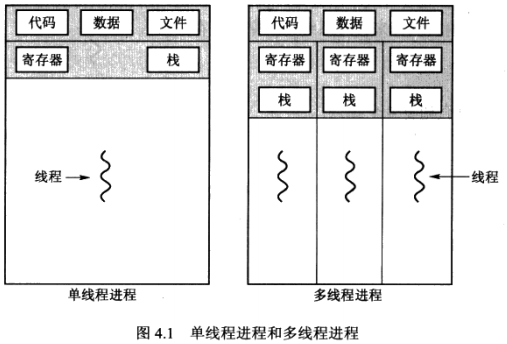 代码 数据 文件
寄存器 栈
线程
单线程进程
代码 数据 文件
寄存器 寄存器 寄存器
栈 栈 栈
线程
多线程进程
图 4.1 单线程进程和多线程进程